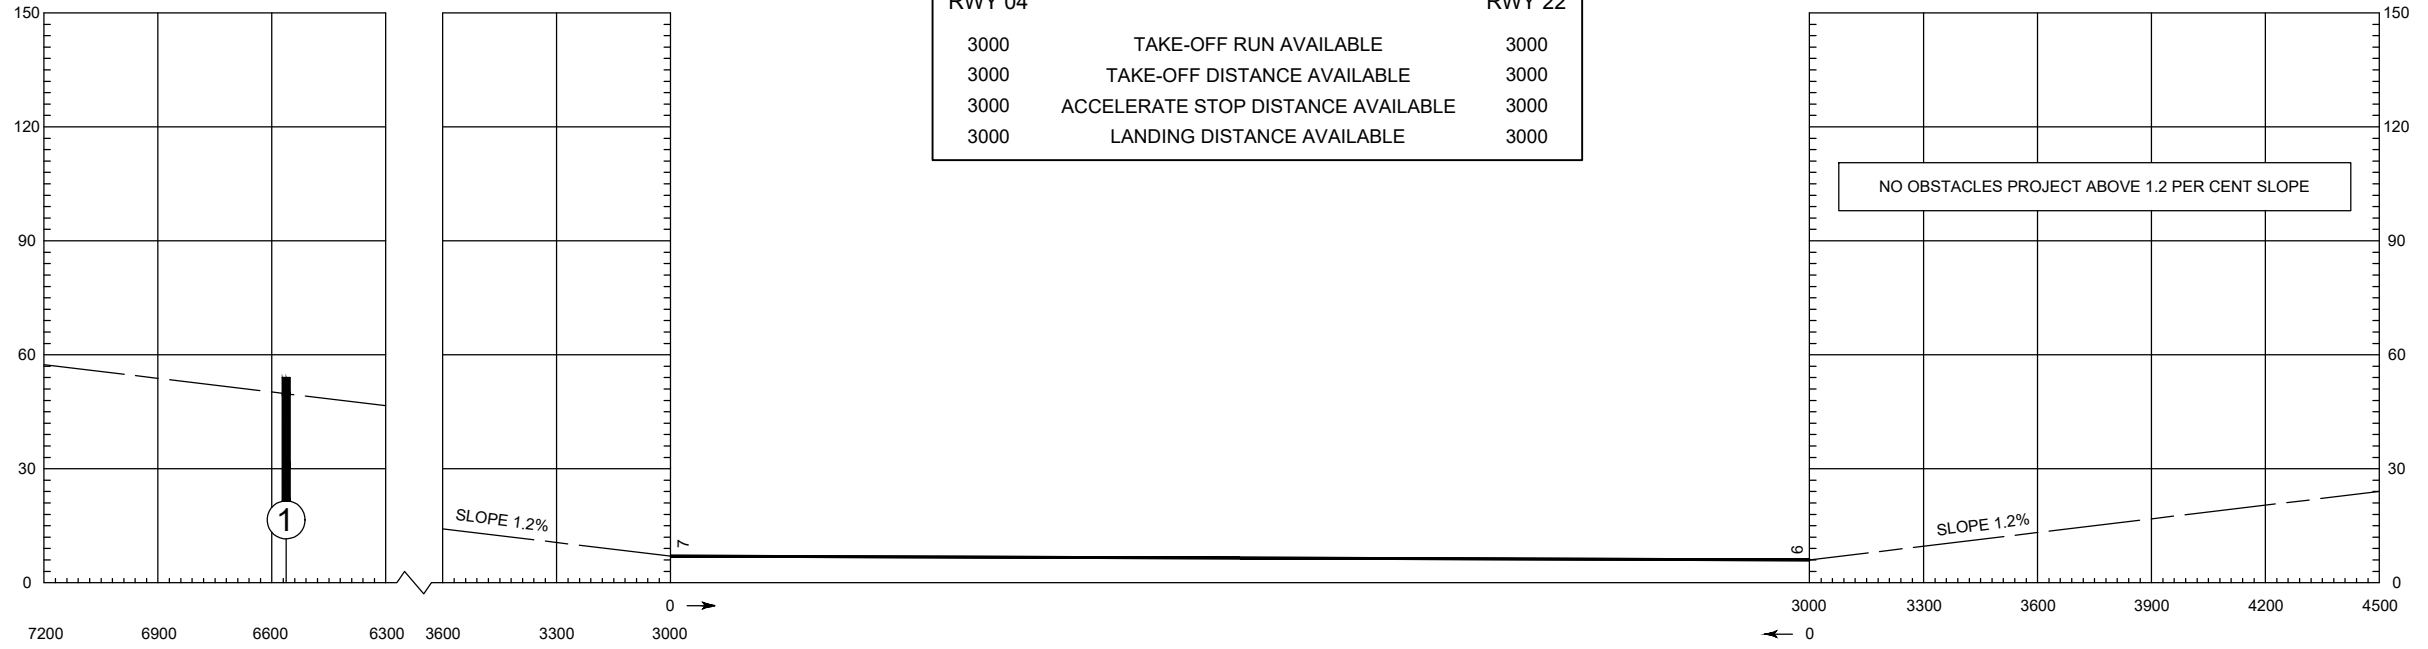 150
120
90
60
30
0
RWY 04 RWY 22
3000 TAKE-OFF RUN AVAILABLE 3000
3000 TAKE-OFF DISTANCE AVAILABLE 3000
3000 ACCELERATE STOP DISTANCE AVAILABLE 3000
3000 LANDING DISTANCE AVAILABLE 3000
150
120
NO OBSTACLES PROJECT ABOVE 1.2 PER CENT SLOPE
90
60
30
0
1
SLOPE 1.2%
7
6
SLOPE 1.2%
0 3000 3300 3600 3900 4200 4500
7200 6900 6600 6300 3600 3300 3000 0